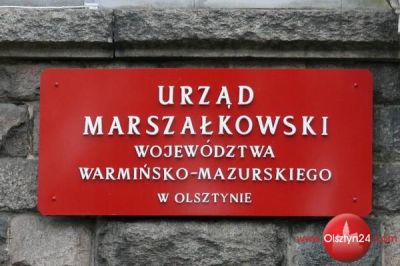 URZĄD
MARSZAŁKOWSKI
WOJEWÓDZTWA
WARMIŃSKO-MAZURSKIEGO
W OLSZTYNIE
www.Olsztyn24.com